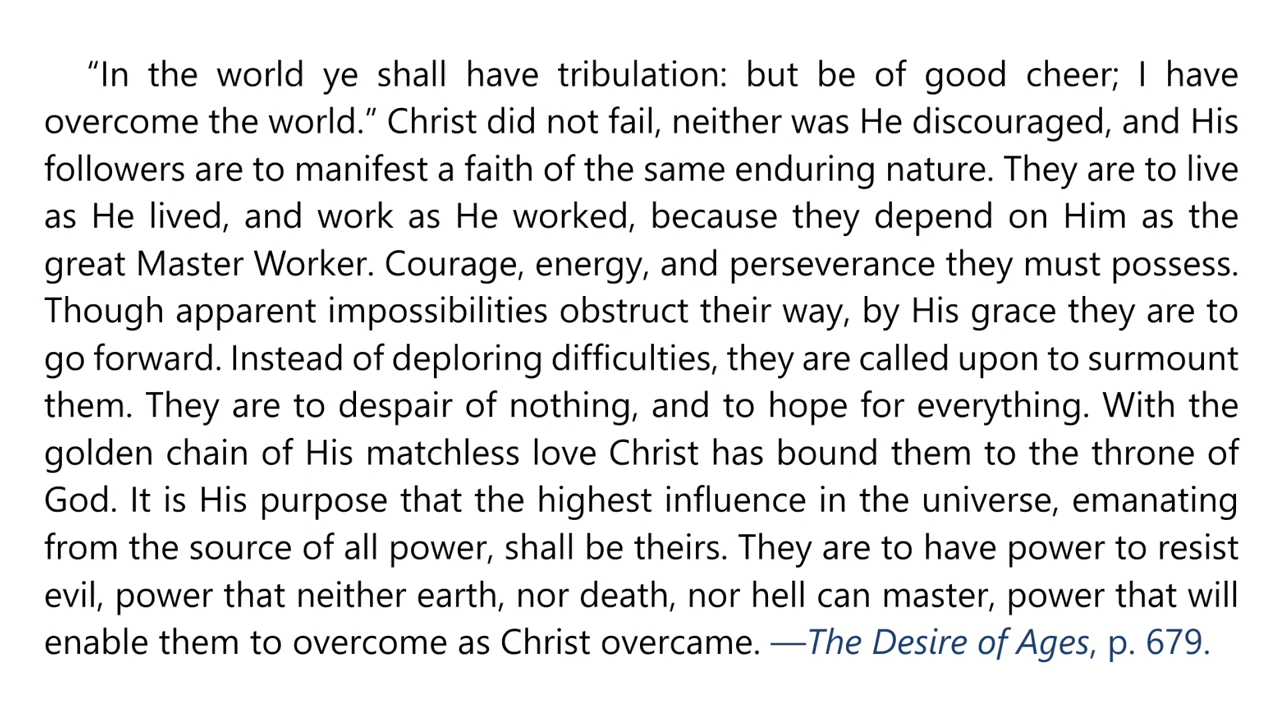 “In the world ye shall have tribulation: but be of good cheer; I have
overcome the world.” Christ did not fail, neither was He discouraged, and His
followers are to manifest a faith of the same enduring nature. They are to live
as He lived, and work as He worked, because they depend on Him as the
great Master Worker. Courage, energy, and perseverance they must possess.
Though apparent impossibilities obstruct their way, by His grace they are to
go forward. Instead of deploring difficulties, they are called upon to surmount
them. They are to despair of nothing, and to hope for everything. With the
golden chain of His matchless love Christ has bound them to the throne of
God. It is His purpose that the highest influence in the universe, emanating
from the source of all power, shall be theirs. They are to have power to resist
evil, power that neither earth, nor death, nor hell can master, power that will
enable them to overcome as Christ overcame. —The Desire of Ages, p. 679.